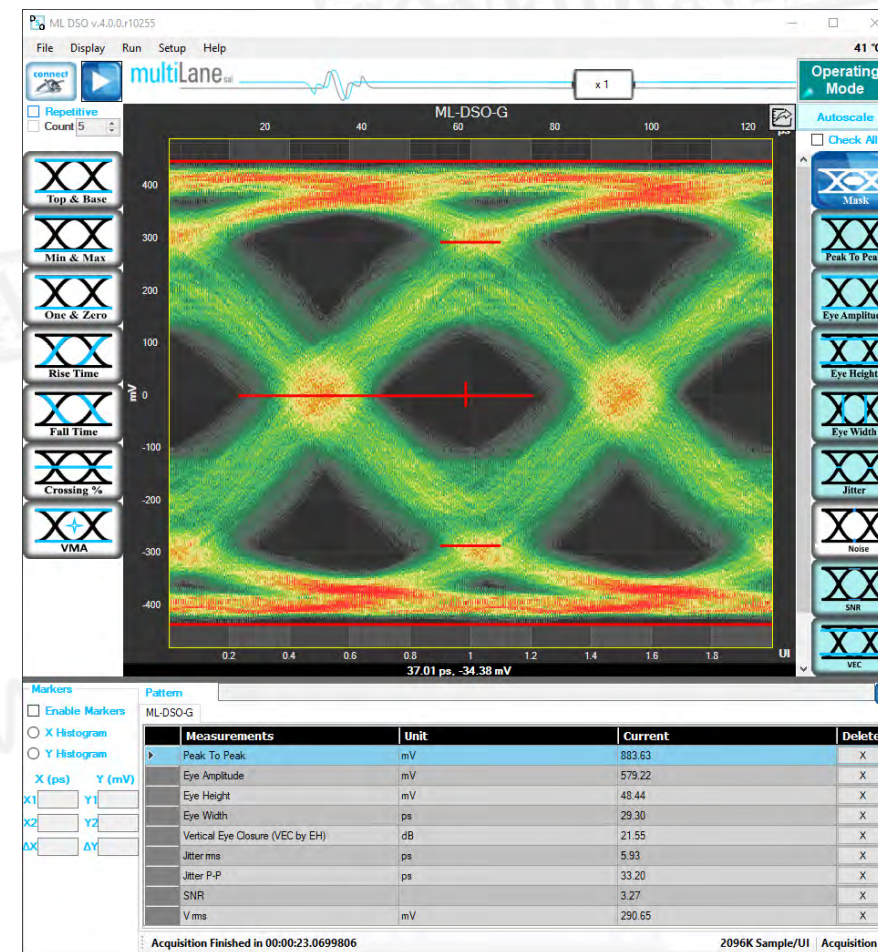 ML DSO v.4.0.0.r10255
File Display Run Setup Help
41 °C
connect
multiLane sal
x 1
Operating Mode
Repetitive
Count 5
ML-DSO-G
Autoscale
Check All
20 40 60 80 100 120 ps
Top & Base
Min & Max
One & Zero
Rise Time
Fall Time
Crossing %
VMA
mV
400
300
200
100
0
-100
-200
-300
-400
Mask
Peak To Pea
Eye Amplitud
Eye Height
Eye Width
Jitter
Noise
SNR
VEC
0.2 0.4 0.6 0.8 1 1.2 1.4 1.6 1.8 UI
37.01 ps, -34.38 mV
Markers
Enable Markers
X Histogram
Y Histogram
X (ps) Y (mV)
X1 Y1
X2 Y2
ΔX ΔY
Pattern
ML-DSO-G
Measurements Unit Current Delete
Peak To Peak mV 883.63 X
Eye Amplitude mV 579.22 X
Eye Height mV 48.44 X
Eye Width ps 29.30 X
Vertical Eye Closure (VEC by EH) dB 21.55 X
Jitter rms ps 5.93 X
Jitter P-P ps 33.20 X
SNR 3.27 X
V rms mV 290.65 X
Acquisition Finished in 00:00:23.0699806
2096K Sample/UI Acquisition